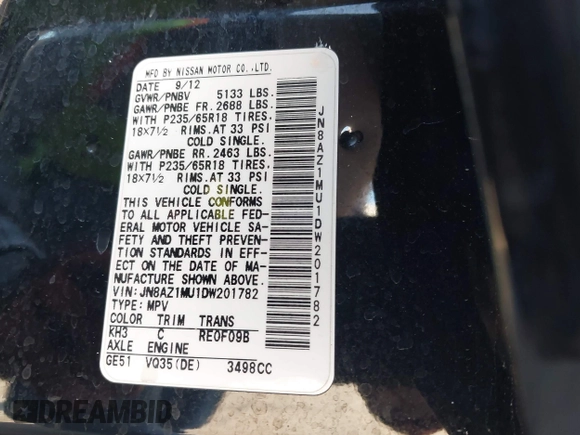 MFD BY NISSAN MOTOR CO.,LTD.
DATE 9/12
GVWR/PNBV 5133 LBS.
GAWR/PNBE FR. 2688 LBS.
WITH P235/65R18 TIRES.
18×7½ RIMS.AT 33 PSI
COLD SINGLE.
GAWR/PNBE RR. 2463 LBS.
WITH P235/65R18 TIRES.
18×7½ RIMS.AT 33 PSI
COLD SINGLE.
THIS VEHICLE CONFORMS
TO ALL APPLICABLE FED-
ERAL MOTOR VEHICLE SA-
FETY AND THEFT PREVEN-
TION STANDARDS IN EFF-
ECT ON THE DATE OF MA-
NUFACTURE SHOWN ABOVE.
VIN:JN8AZ1MU1DW201782
TYPE:MPV
COLOR TRIM TRANS
KH3 C RE0F09B
AXLE ENGINE
GE51 VQ35(DE) 3498CC
JN8AZ1MU1DW201782
DREAMBID